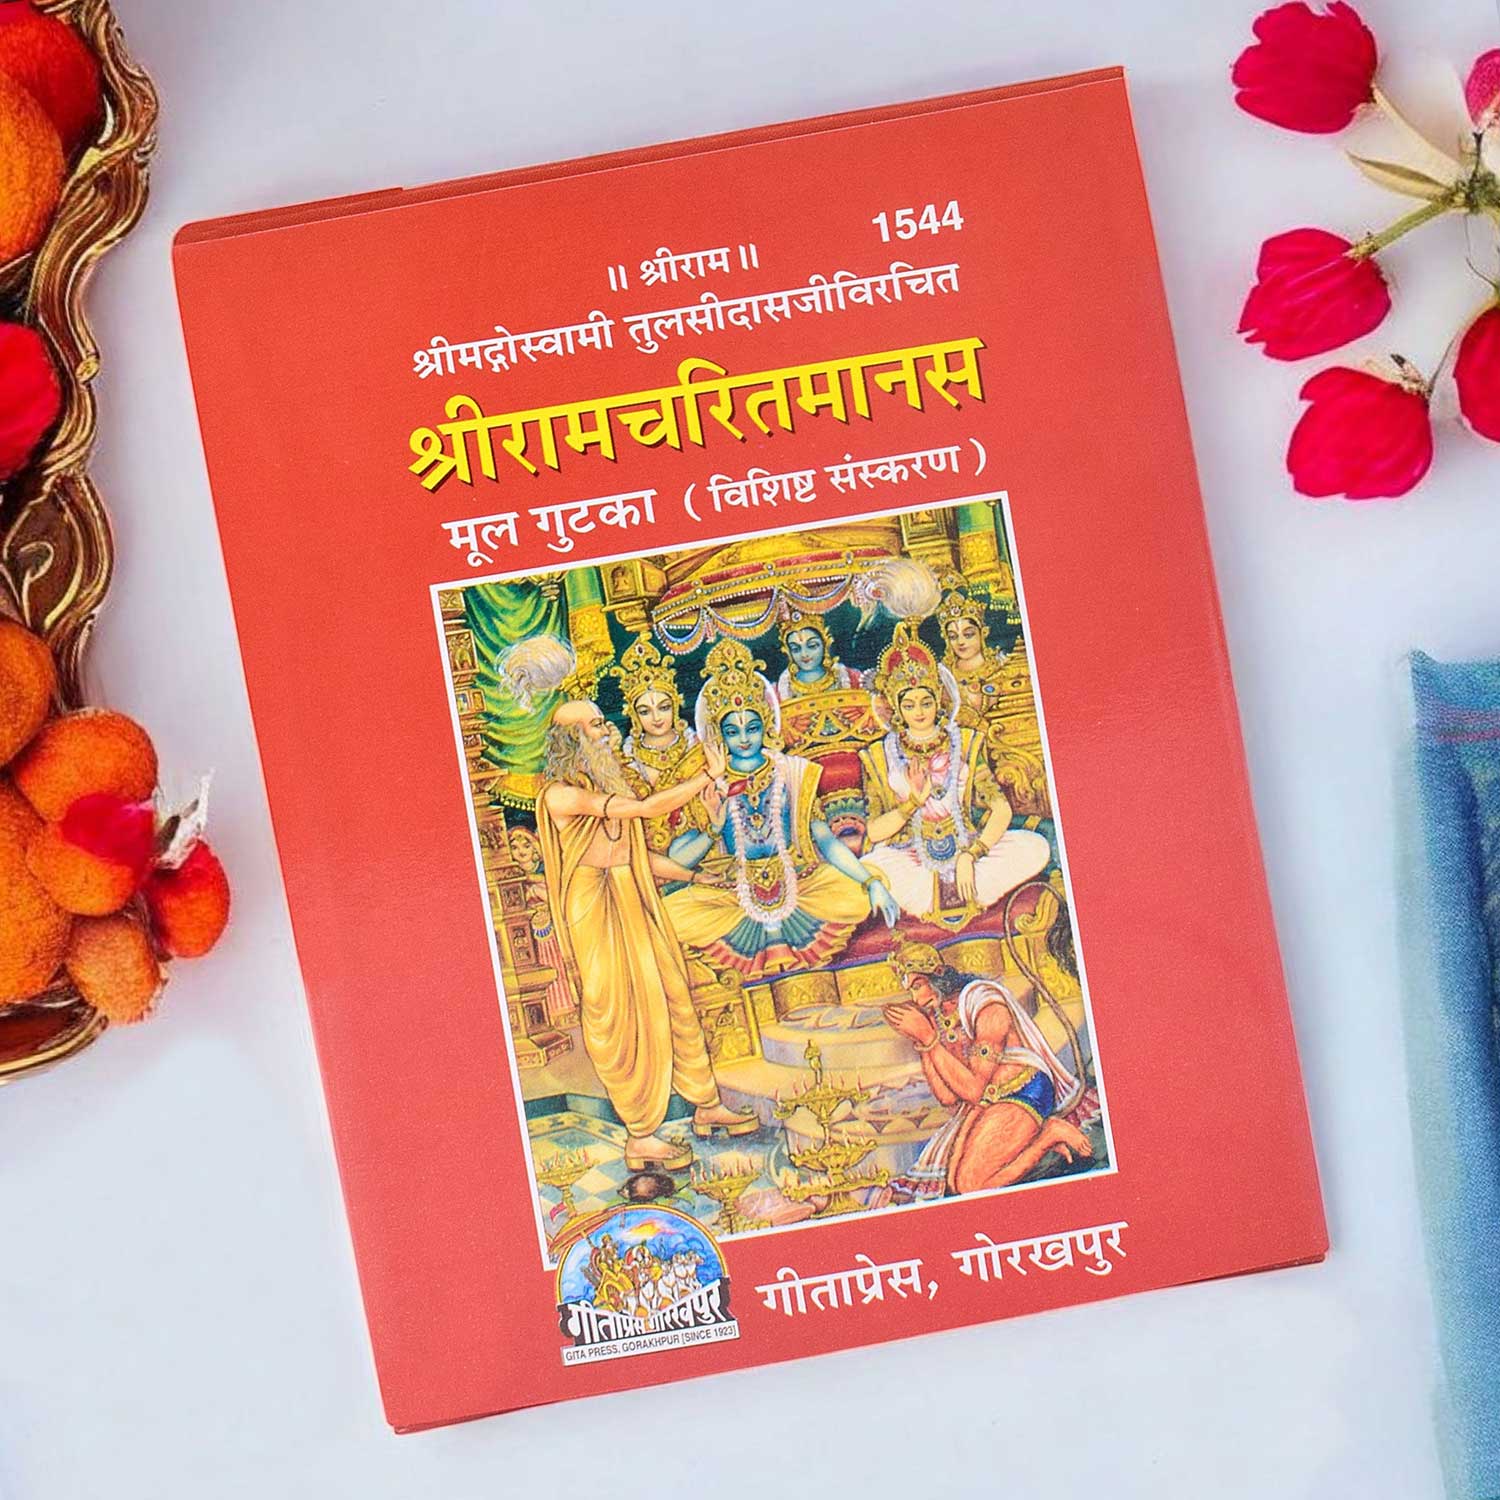 1544
॥ श्रीराम ॥
श्रीमद्गोस्वामी तुलसीदासजीविरचित
श्रीरामचरितमानस
मूल गुटका ( विशिष्ट संस्करण )
गीताप्रेस, गोरखपुर
गीताप्रेस गोरखपुर
GITA PRESS, GORAKHPUR [SINCE 1923]